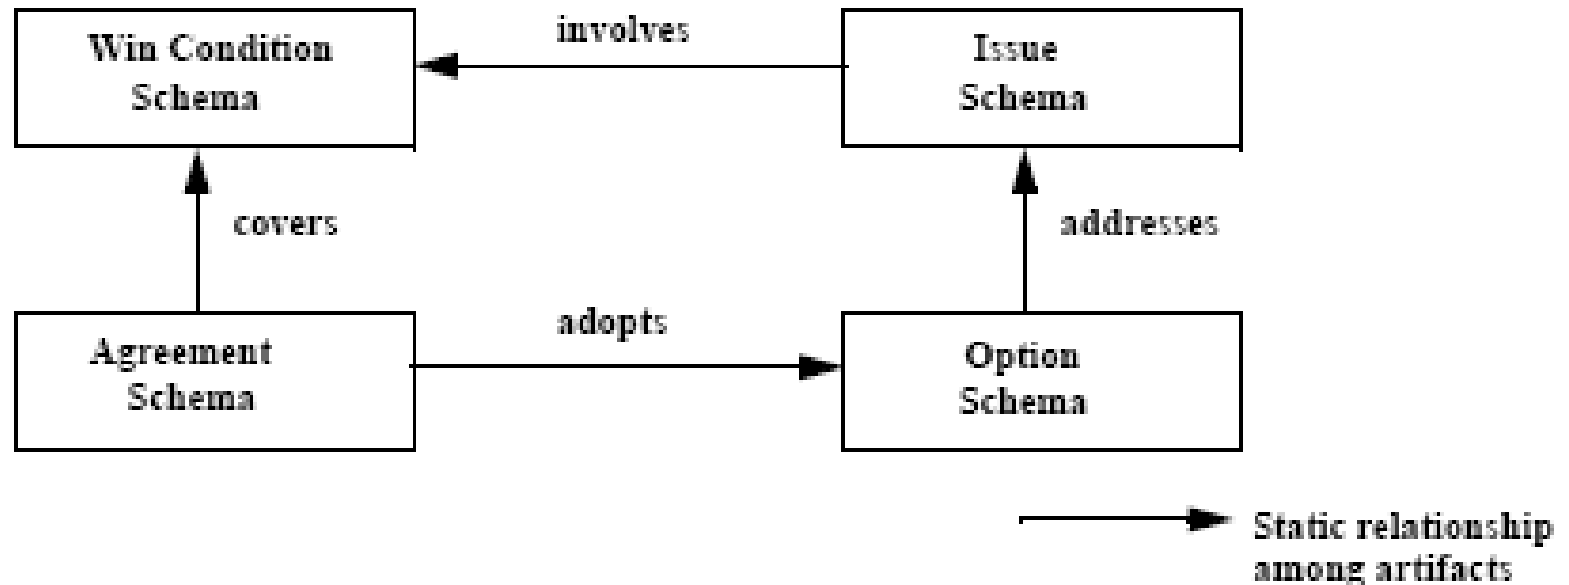 Win Condition
Schema
involves
Issue
Schema
covers
addresses
Agreement
Schema
adopts
Option
Schema
Static relationship
among artifacts